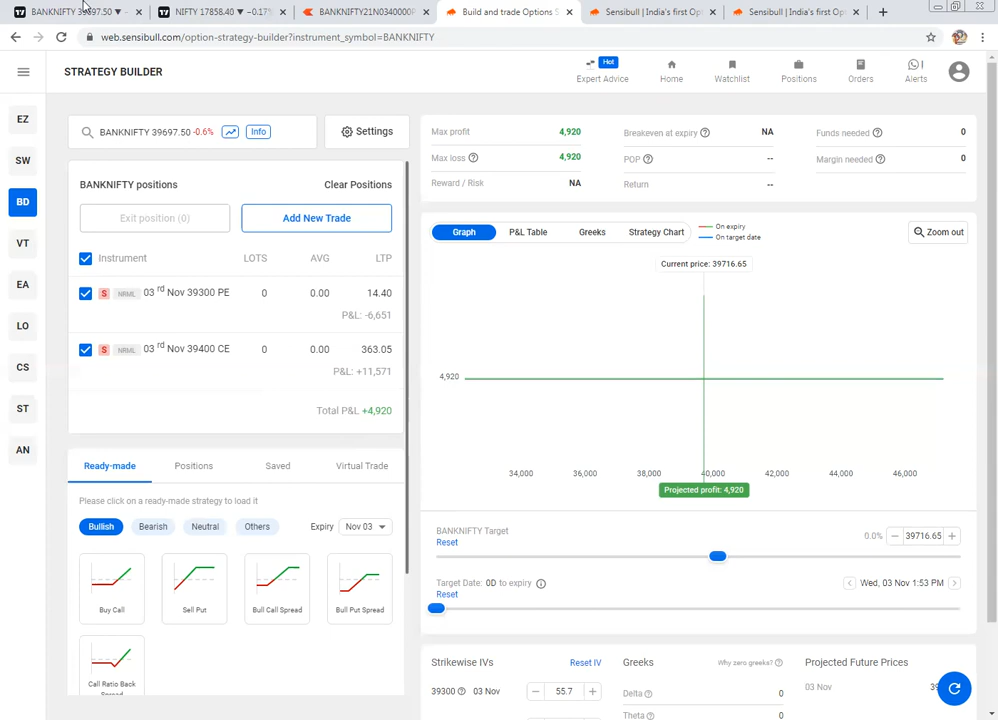 BANKNIFTY 39697.50 ▼
NIFTY 17858.40 ▼ −0.17%
BANKNIFTY21N0340000P
Build and trade Options S
Sensibull | India's first Opt
Sensibull | India's first Opt
web.sensibull.com/option-strategy-builder?instrument_symbol=BANKNIFTY
STRATEGY BUILDER
Hot
Expert Advice
Home
Watchlist
Positions
Orders
Alerts
EZ
SW
BD
VT
EA
LO
CS
ST
AN
BANKNIFTY 39697.50 -0.6%
Info
Settings
BANKNIFTY positions
Clear Positions
Exit position (0)
Add New Trade
Instrument LOTS AVG LTP
S NRML 03 rd Nov 39300 PE 0 0.00 14.40
P&L: -6,651
S NRML 03 rd Nov 39400 CE 0 0.00 363.05
P&L: +11,571
Total P&L +4,920
Ready-made Positions Saved Virtual Trade
Please click on a ready-made strategy to load it
Bullish Bearish Neutral Others Expiry Nov 03
Buy Call
Sell Put
Bull Call Spread
Bull Put Spread
Call Ratio Back
Spread
Max profit 4,920
Max loss 4,920
Reward / Risk NA
Breakeven at expiry NA
POP --
Return --
Funds needed 0
Margin needed 0
Graph P&L Table Greeks Strategy Chart
On expiry
On target date
Zoom out
Current price: 39716.65
4,920
34,000 36,000 38,000 40,000 42,000 44,000 46,000
Projected profit: 4,920
BANKNIFTY Target
Reset
0.0% − 39716.65 +
Target Date: 0D to expiry
Reset
Wed, 03 Nov 1:53 PM
Strikewise IVs Reset IV
39300 03 Nov − 55.7 +
Greeks Why zero greeks?
Delta 0
Theta 0
Projected Future Prices
03 Nov